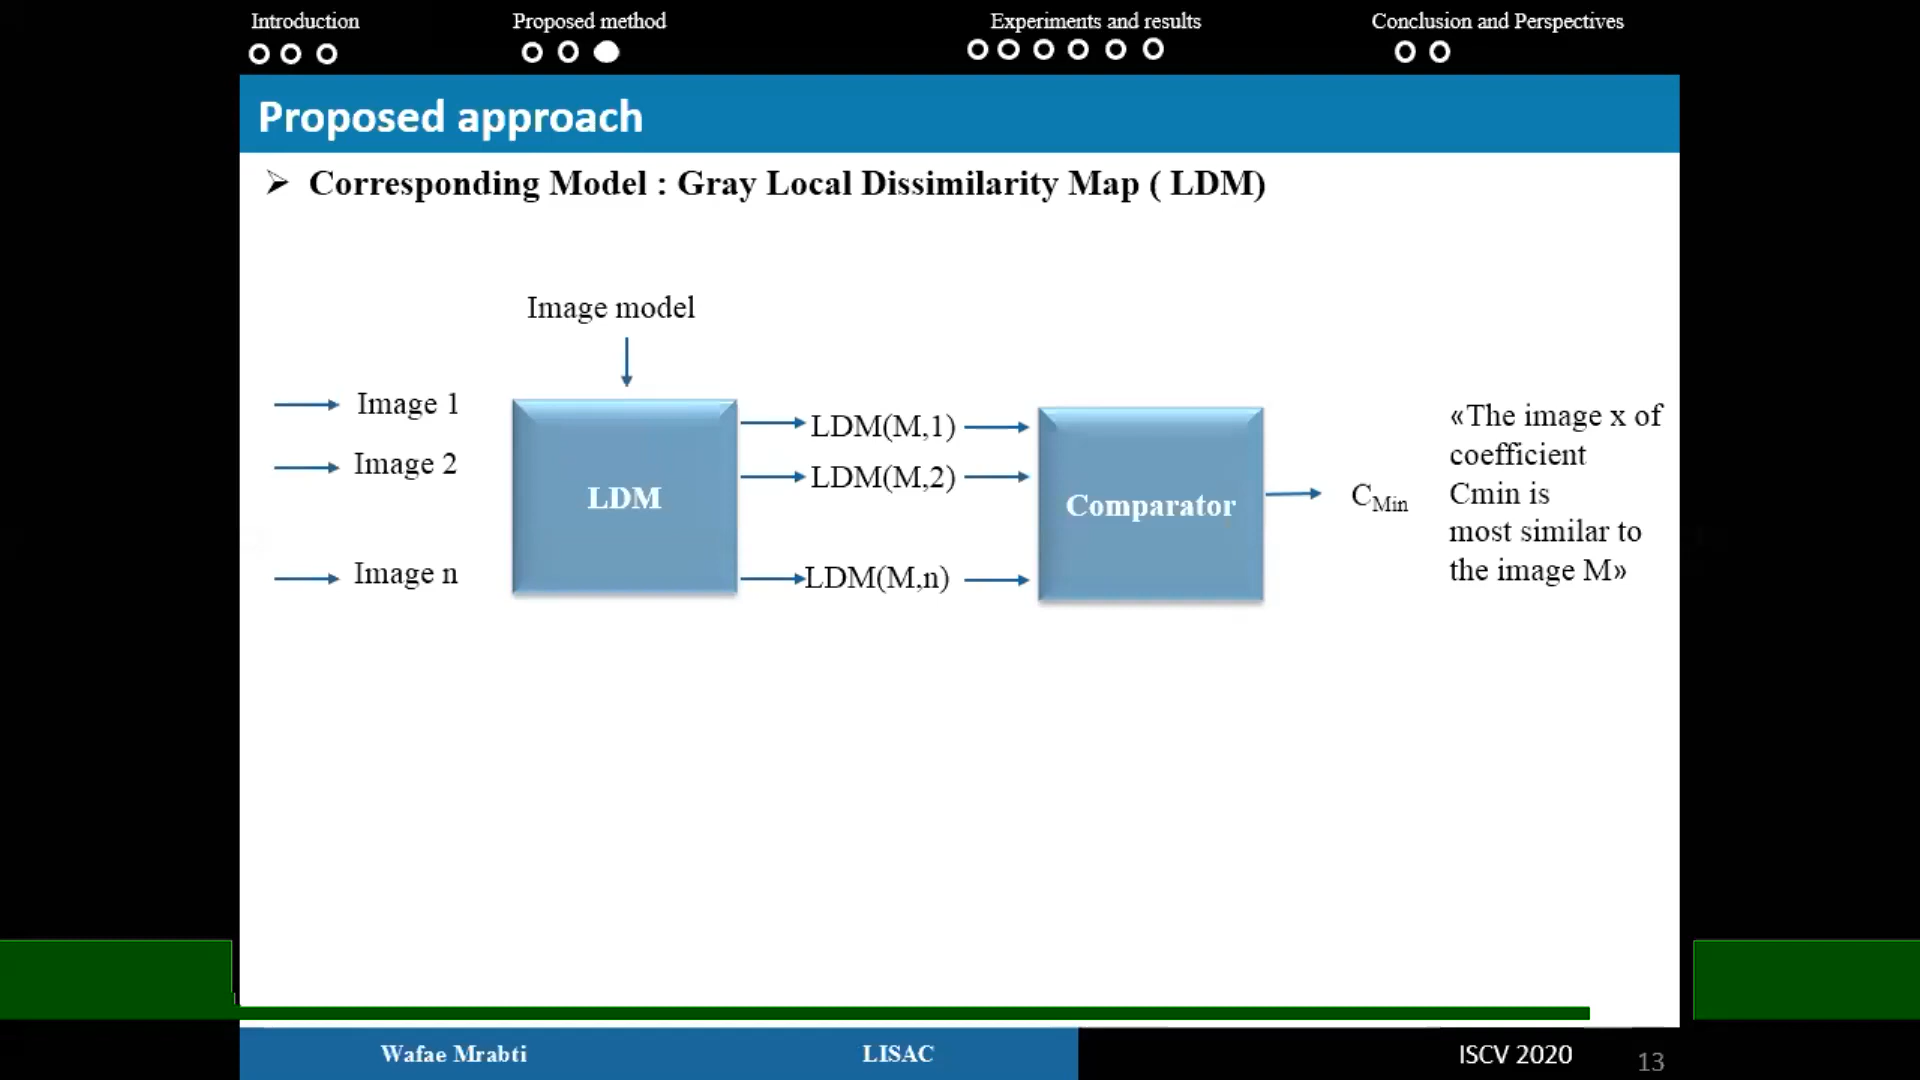 Introduction
Proposed method
Experiments and results
Conclusion and Perspectives
Proposed approach
Corresponding Model : Gray Local Dissimilarity Map ( LDM)
Image model
Image 1
Image 2
Image n
LDM
LDM(M,1)
LDM(M,2)
LDM(M,n)
Comparator
CMin
«The image x of
coefficient
Cmin is
most similar to
the image M»
Wafae Mrabti
LISAC
ISCV 2020
13